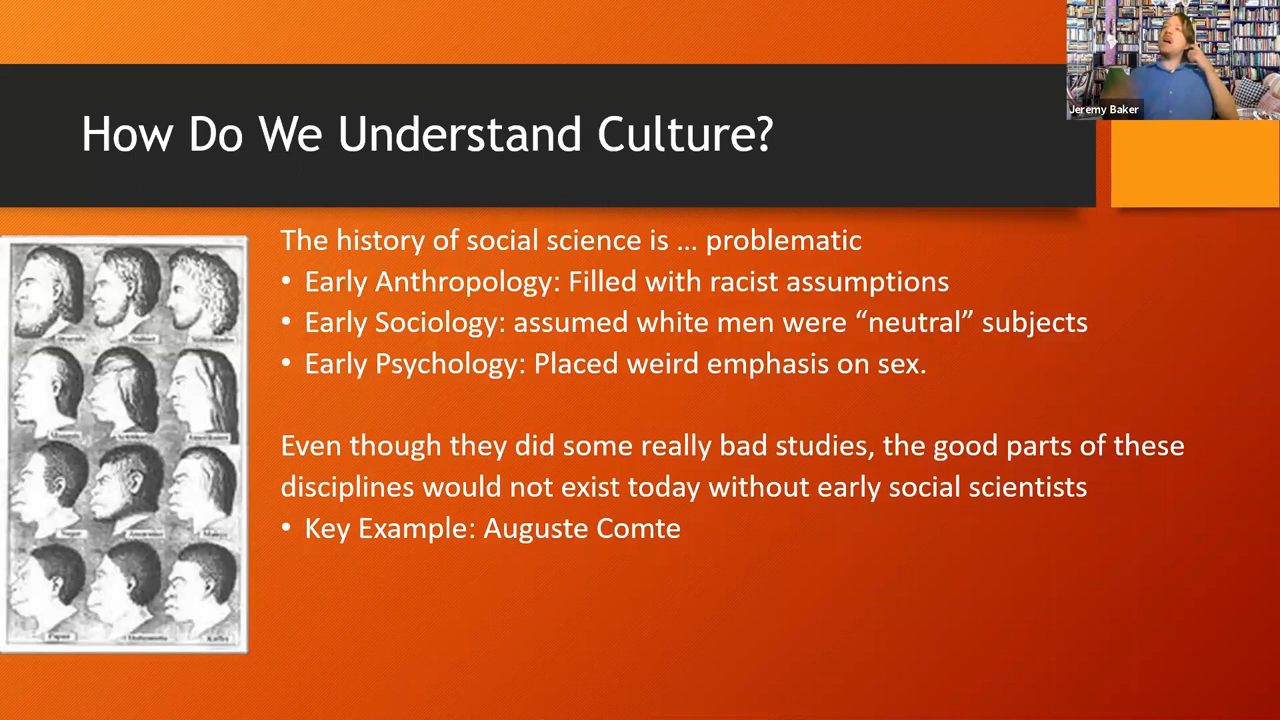 How Do We Understand Culture?
Jeremy Baker
The history of social science is ... problematic
• Early Anthropology: Filled with racist assumptions
• Early Sociology: assumed white men were “neutral” subjects
• Early Psychology: Placed weird emphasis on sex.
Even though they did some really bad studies, the good parts of these
disciplines would not exist today without early social scientists
• Key Example: Auguste Comte